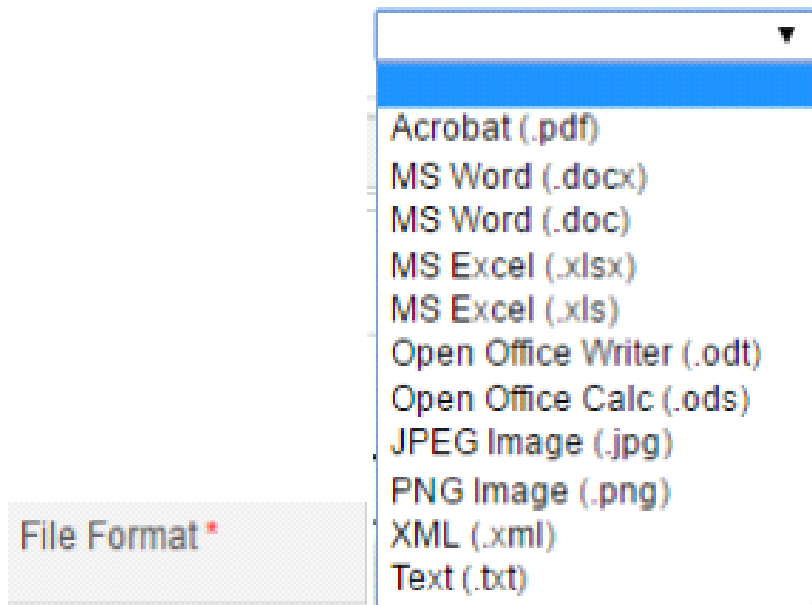 Acrobat (.pdf)
MS Word (.docx)
MS Word (.doc)
MS Excel (.xlsx)
MS Excel (.xls)
Open Office Writer (.odt)
Open Office Calc (.ods)
JPEG Image (.jpg)
PNG Image (.png)
File Format *
XML (.xml)
Text (.txt)